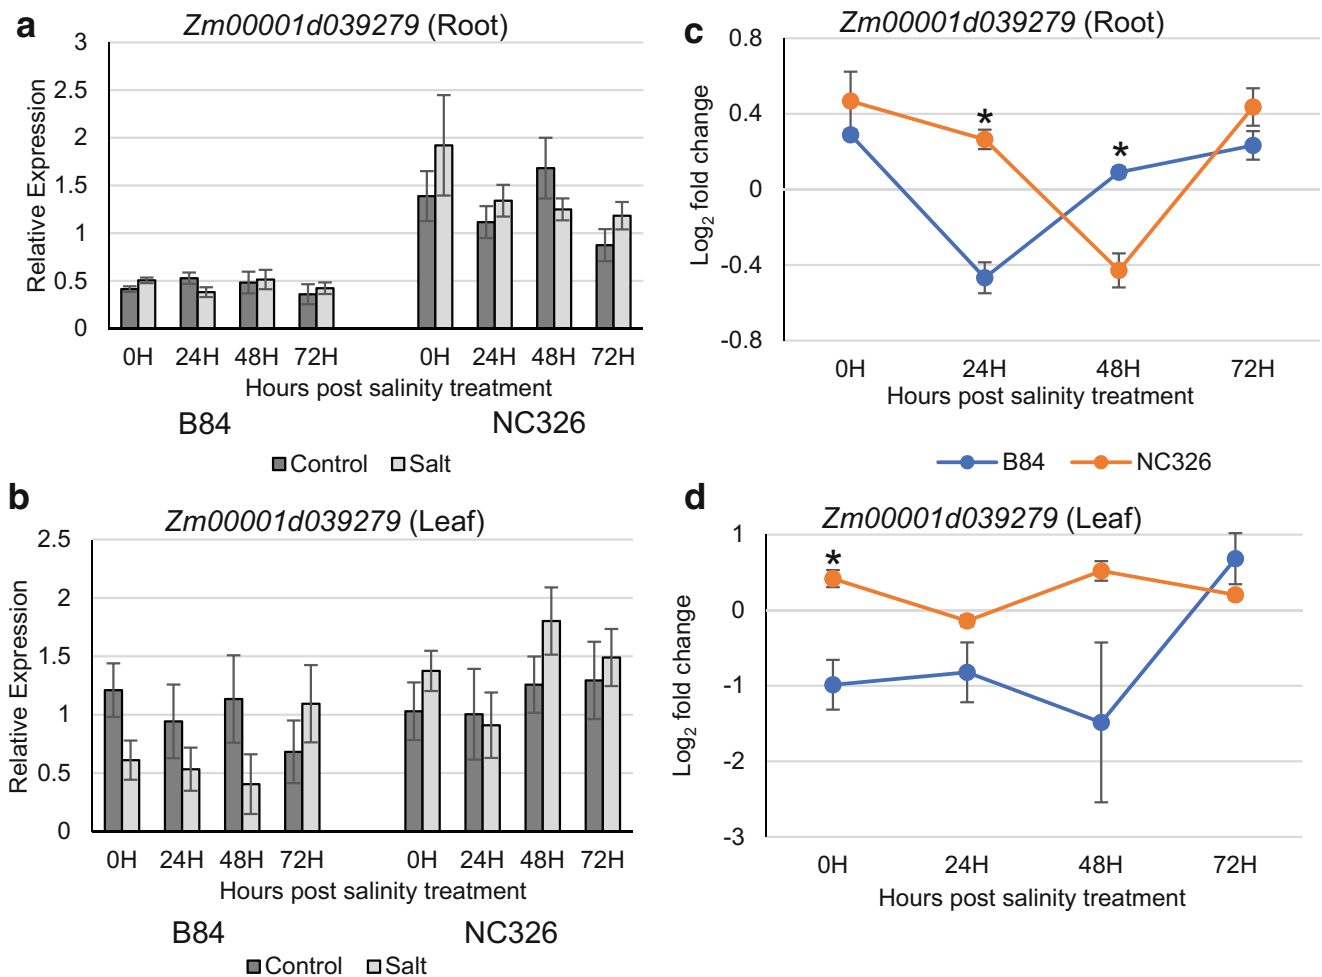 a
Zm00001d039279 (Root)
Relative Expression
3
2.5
2
1.5
1
0.5
0
0H 24H 48H 72H 0H 24H 48H 72H
Hours post salinity treatment
B84 NC326
Control Salt
c
Zm00001d039279 (Root)
Log2 fold change
0.8
0.4
0
-0.4
-0.8
* *
0H 24H 48H 72H
Hours post salinity treatment
B84 NC326
b
Zm00001d039279 (Leaf)
Relative Expression
2.5
2
1.5
1
0.5
0
0H 24H 48H 72H 0H 24H 48H 72H
Hours post salinity treatment
B84 NC326
Control Salt
d
Zm00001d039279 (Leaf)
Log2 fold change
1
0
-1
-2
-3
*
0H 24H 48H 72H
Hours post salinity treatment